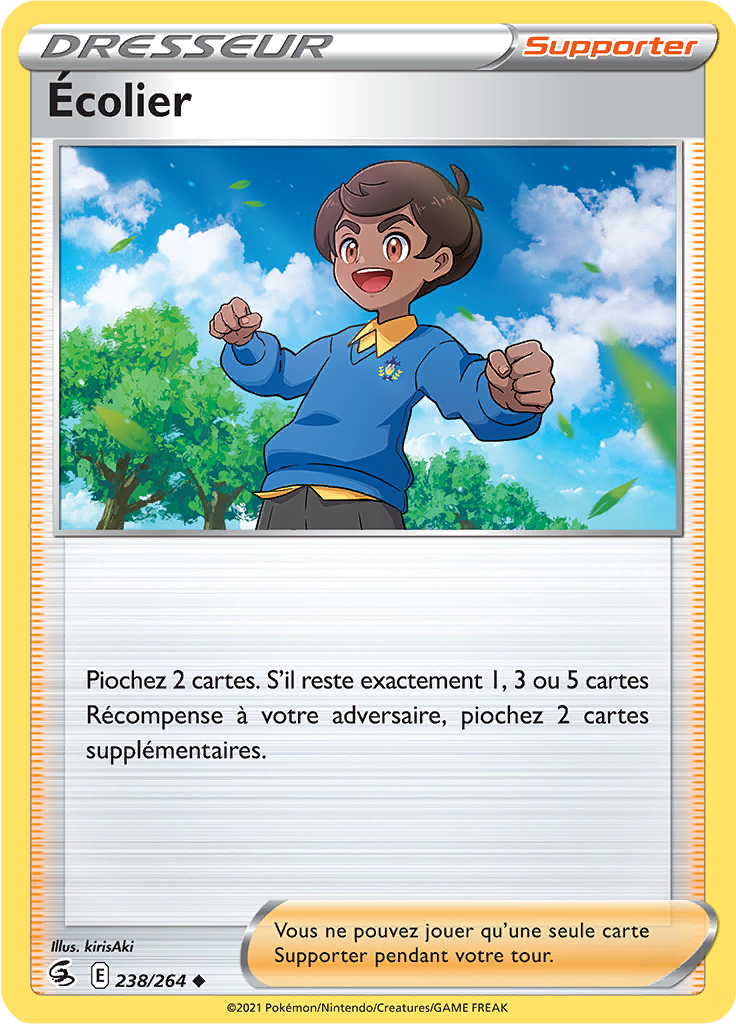 DRESSEUR
Supporter
Écolier
Piochez 2 cartes. S'il reste exactement 1, 3 ou 5 cartes
Récompense à votre adversaire, piochez 2 cartes
supplémentaires.
Vous ne pouvez jouer qu'une seule carte
Supporter pendant votre tour.
Illus. kirisAki
E 238/264
©2021 Pokémon/Nintendo/Creatures/GAME FREAK